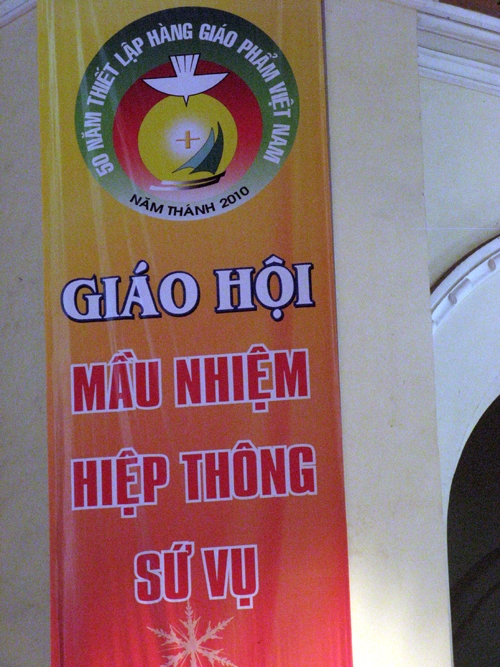 50 NĂM THIẾT LẬP HÀNG GIÁO PHẨM VIỆT NAM
NĂM THÁNH 2010
GIÁO HỘI
MẦU NHIỆM
HIỆP THÔNG
SỨ VỤ